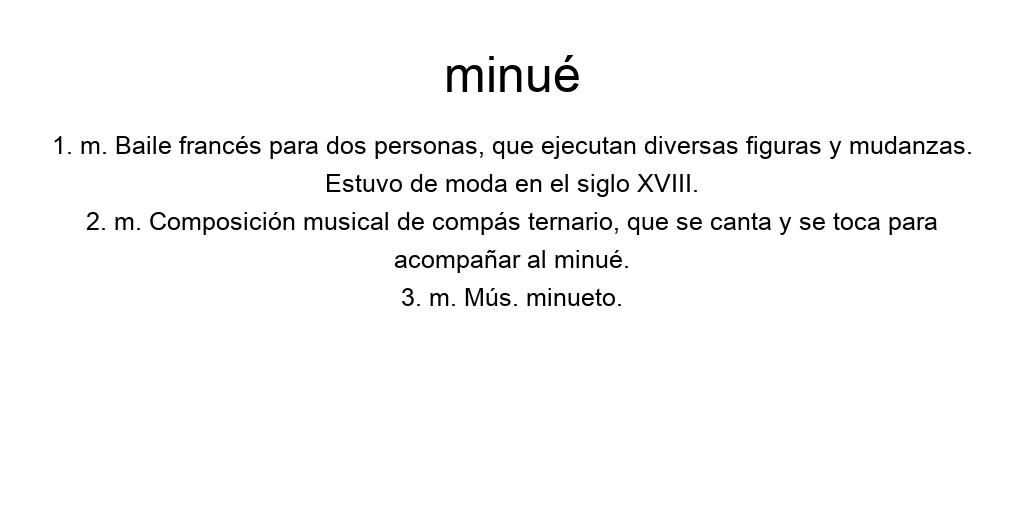 minué
1. m. Baile francés para dos personas, que ejecutan diversas figuras y mudanzas.
Estuvo de moda en el siglo XVIII.
2. m. Composición musical de compás ternario, que se canta y se toca para
acompañar al minué.
3. m. Mús. minueto.